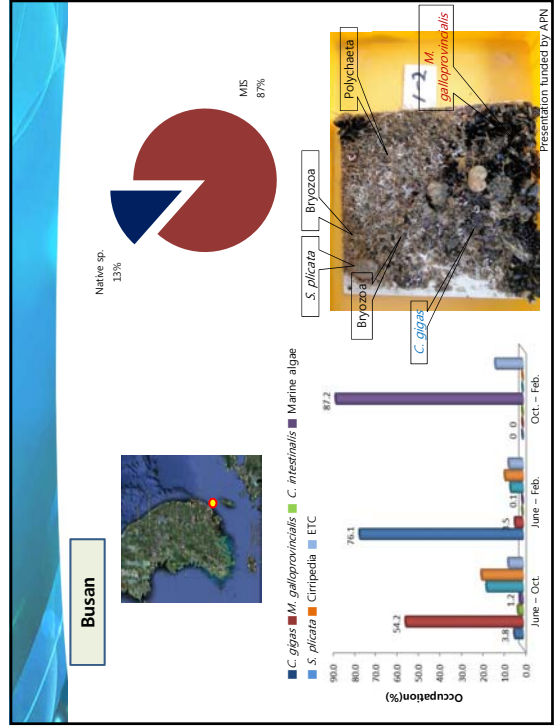 Busan
Native sp.
13%
MIS
87%
C. gigas M. galloprovincialis C. intestinalis Marine algae
S. plicata Cirripedia ETC
Occupation(%)
90.0
80.0
70.0
60.0
50.0
40.0
30.0
20.0
10.0
0.0
3.8
54.2
1.2
76.1
3.5
0.1
0 0
87.2
June – Oct.
June – Feb.
Oct. – Feb.
S. plicata
Bryozoa
Bryozoa
Polychaeta
C. gigas
M.
galloprovincialis
1-2
Presentation funded by APN